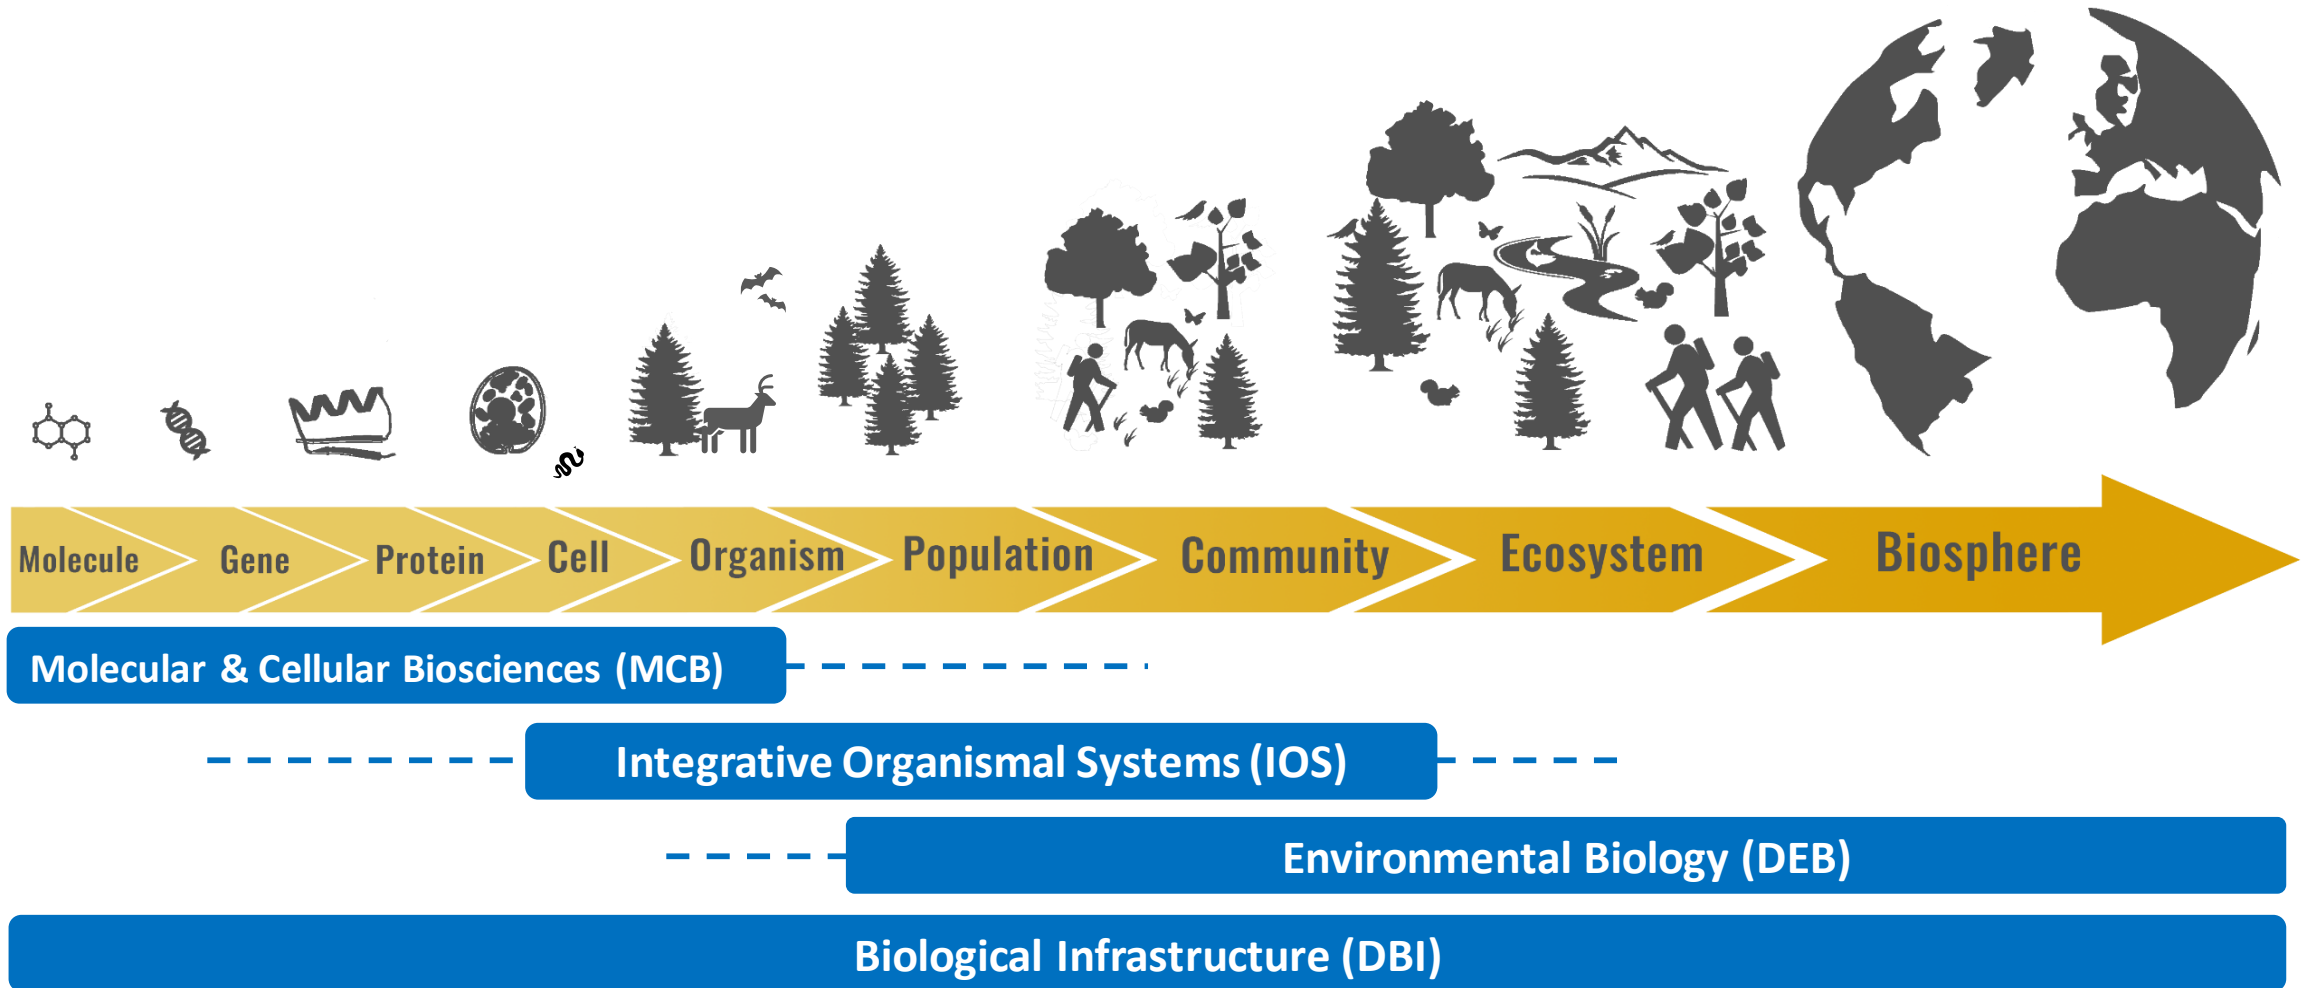 Molecule
Gene
Protein
Cell
Organism
Population
Community
Ecosystem
Biosphere
Molecular & Cellular Biosciences (MCB)
Integrative Organismal Systems (IOS)
Environmental Biology (DEB)
Biological Infrastructure (DBI)